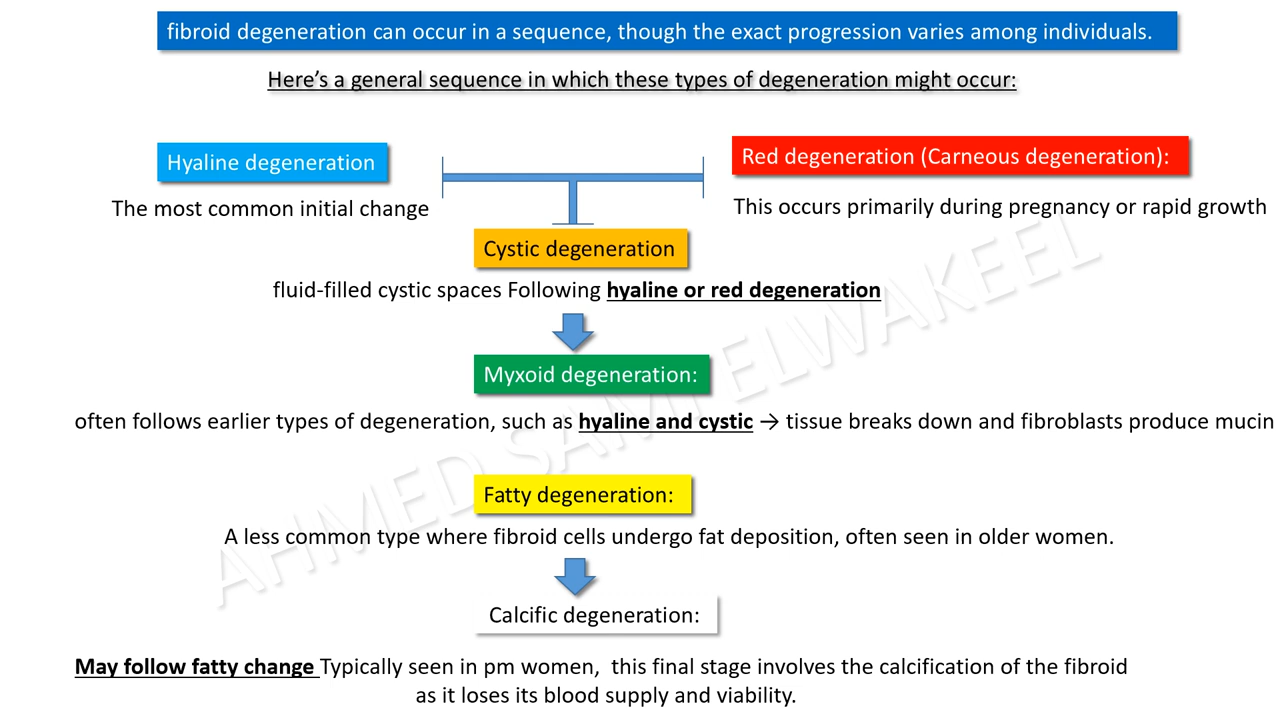 fibroid degeneration can occur in a sequence, though the exact progression varies among individuals.
Here’s a general sequence in which these types of degeneration might occur:
Hyaline degeneration
The most common initial change
Red degeneration (Carneous degeneration):
This occurs primarily during pregnancy or rapid growth
Cystic degeneration
fluid-filled cystic spaces Following hyaline or red degeneration
Myxoid degeneration:
often follows earlier types of degeneration, such as hyaline and cystic → tissue breaks down and fibroblasts produce mucin
Fatty degeneration:
A less common type where fibroid cells undergo fat deposition, often seen in older women.
Calcific degeneration:
May follow fatty change Typically seen in pm women, this final stage involves the calcification of the fibroid
as it loses its blood supply and viability.
AHMED SAMI ELWAKEEL